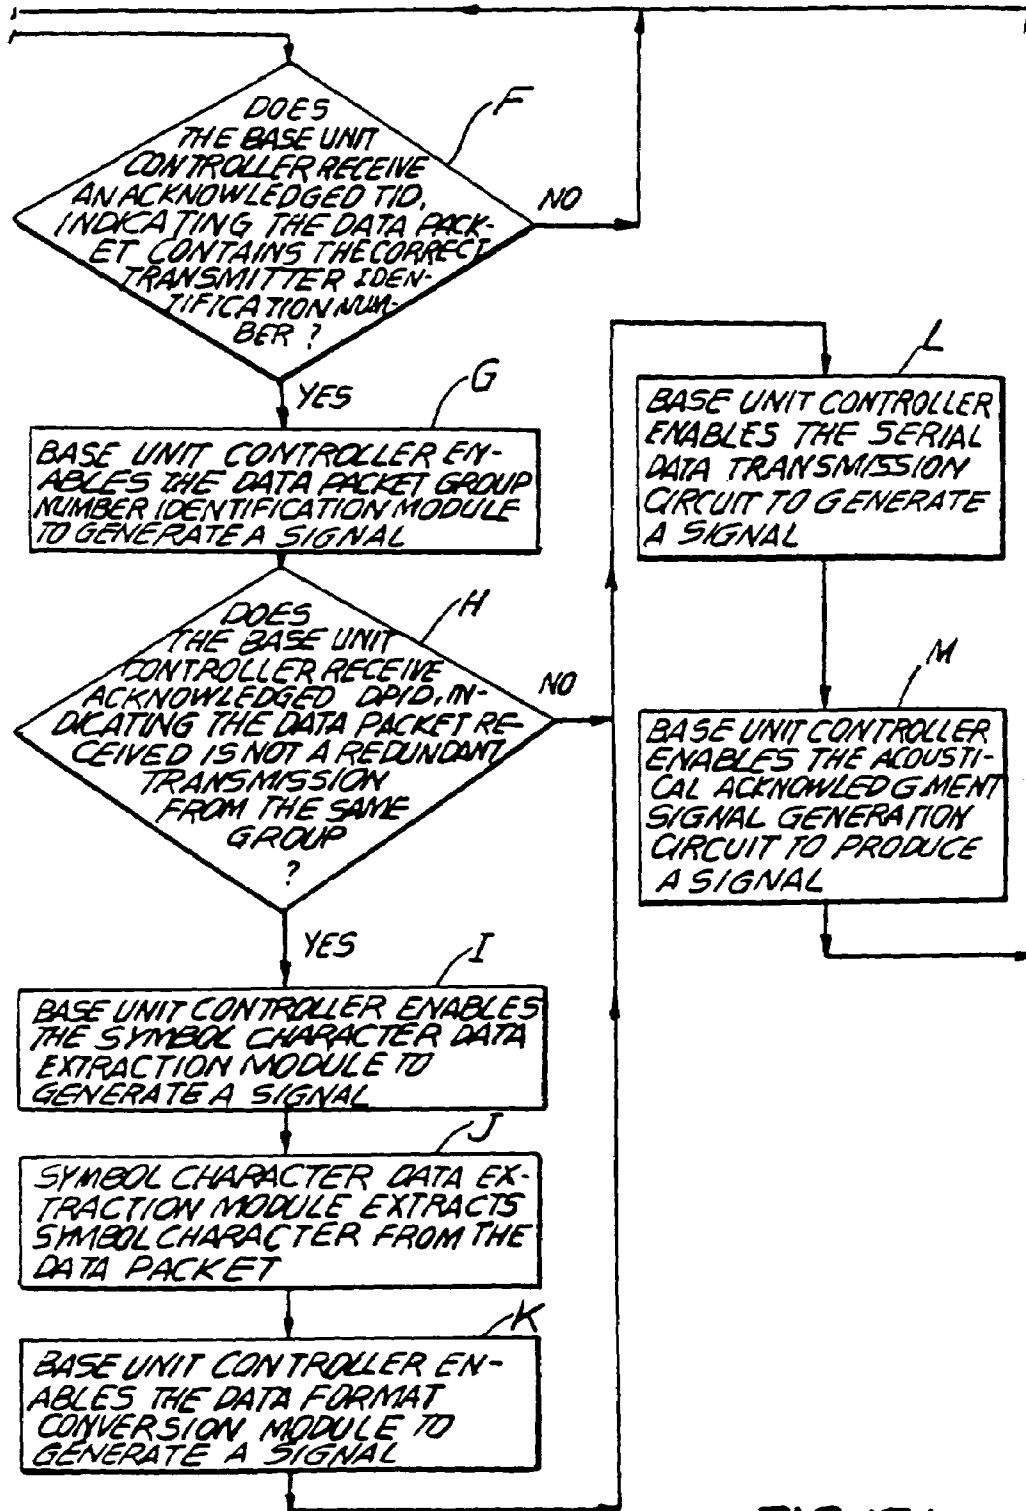 DOES
THE BASE UNIT
CONTROLLER RECEIVE
AN ACKNOWLEDGED TID,
INDICATING THE DATA PACK-
ET CONTAINS THE CORRECT
TRANSMITTER IDEN-
TIFICATION NUM-
BER ?
F
NO
YES
G
BASE UNIT CONTROLLER EN-
ABLES THE DATA PACKET GROUP
NUMBER IDENTIFICATION MODULE
TO GENERATE A SIGNAL
DOES
THE BASE UNIT
CONTROLLER RECEIVE
ACKNOWLEDGED DPID, IN-
DICATING THE DATA PACKET RE-
CEIVED IS NOT A REDUNDANT
TRANSMISSION
FROM THE SAME
GROUP
?
H
NO
YES
I
BASE UNIT CONTROLLER ENABLES
THE SYMBOL CHARACTER DATA
EXTRACTION MODULE TO
GENERATE A SIGNAL
J
SYMBOL CHARACTER DATA EX-
TRACTION MODULE EXTRACTS
SYMBOL CHARACTER FROM THE
DATA PACKET
K
BASE UNIT CONTROLLER EN-
ABLES THE DATA FORMAT
CONVERSION MODULE TO
GENERATE A SIGNAL
L
BASE UNIT CONTROLLER
ENABLES THE SERIAL
DATA TRANSMISSION
CIRCUIT TO GENERATE
A SIGNAL
M
BASE UNIT CONTROLLER
ENABLES THE ACOUSTI-
CAL ACKNOWLEDGMENT
SIGNAL GENERATION
CIRCUIT TO PRODUCE
A SIGNAL